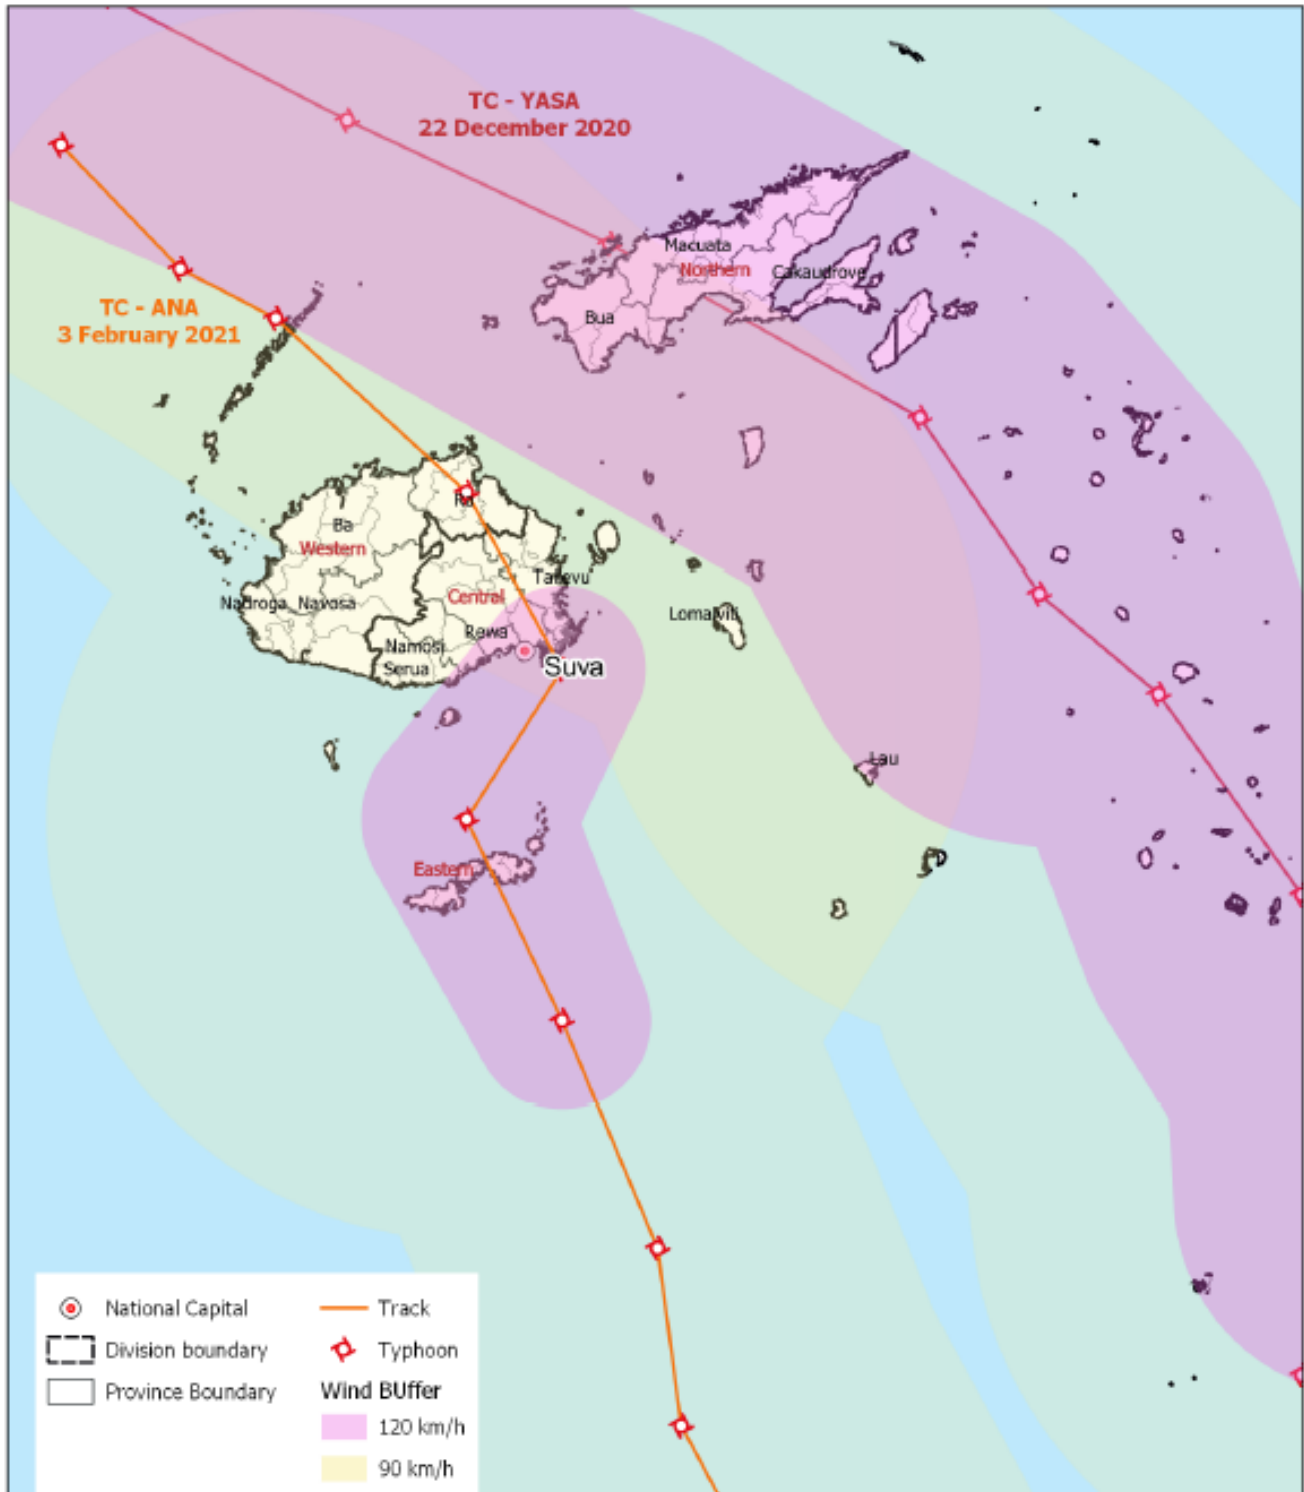 TC - YASA
22 December 2020
Macuata
Northern
Cakaudrove
TC - ANA
3 February 2021
Bua
Ra
Ba
Western
Tailevu
Central
Nadroga Navosa
Lomaiviti
Rewa
Namosi
Serua
Suva
Lau
Eastern
National Capital
Division boundary
Province Boundary
Track
Typhoon
Wind BUffer
120 km/h
90 km/h